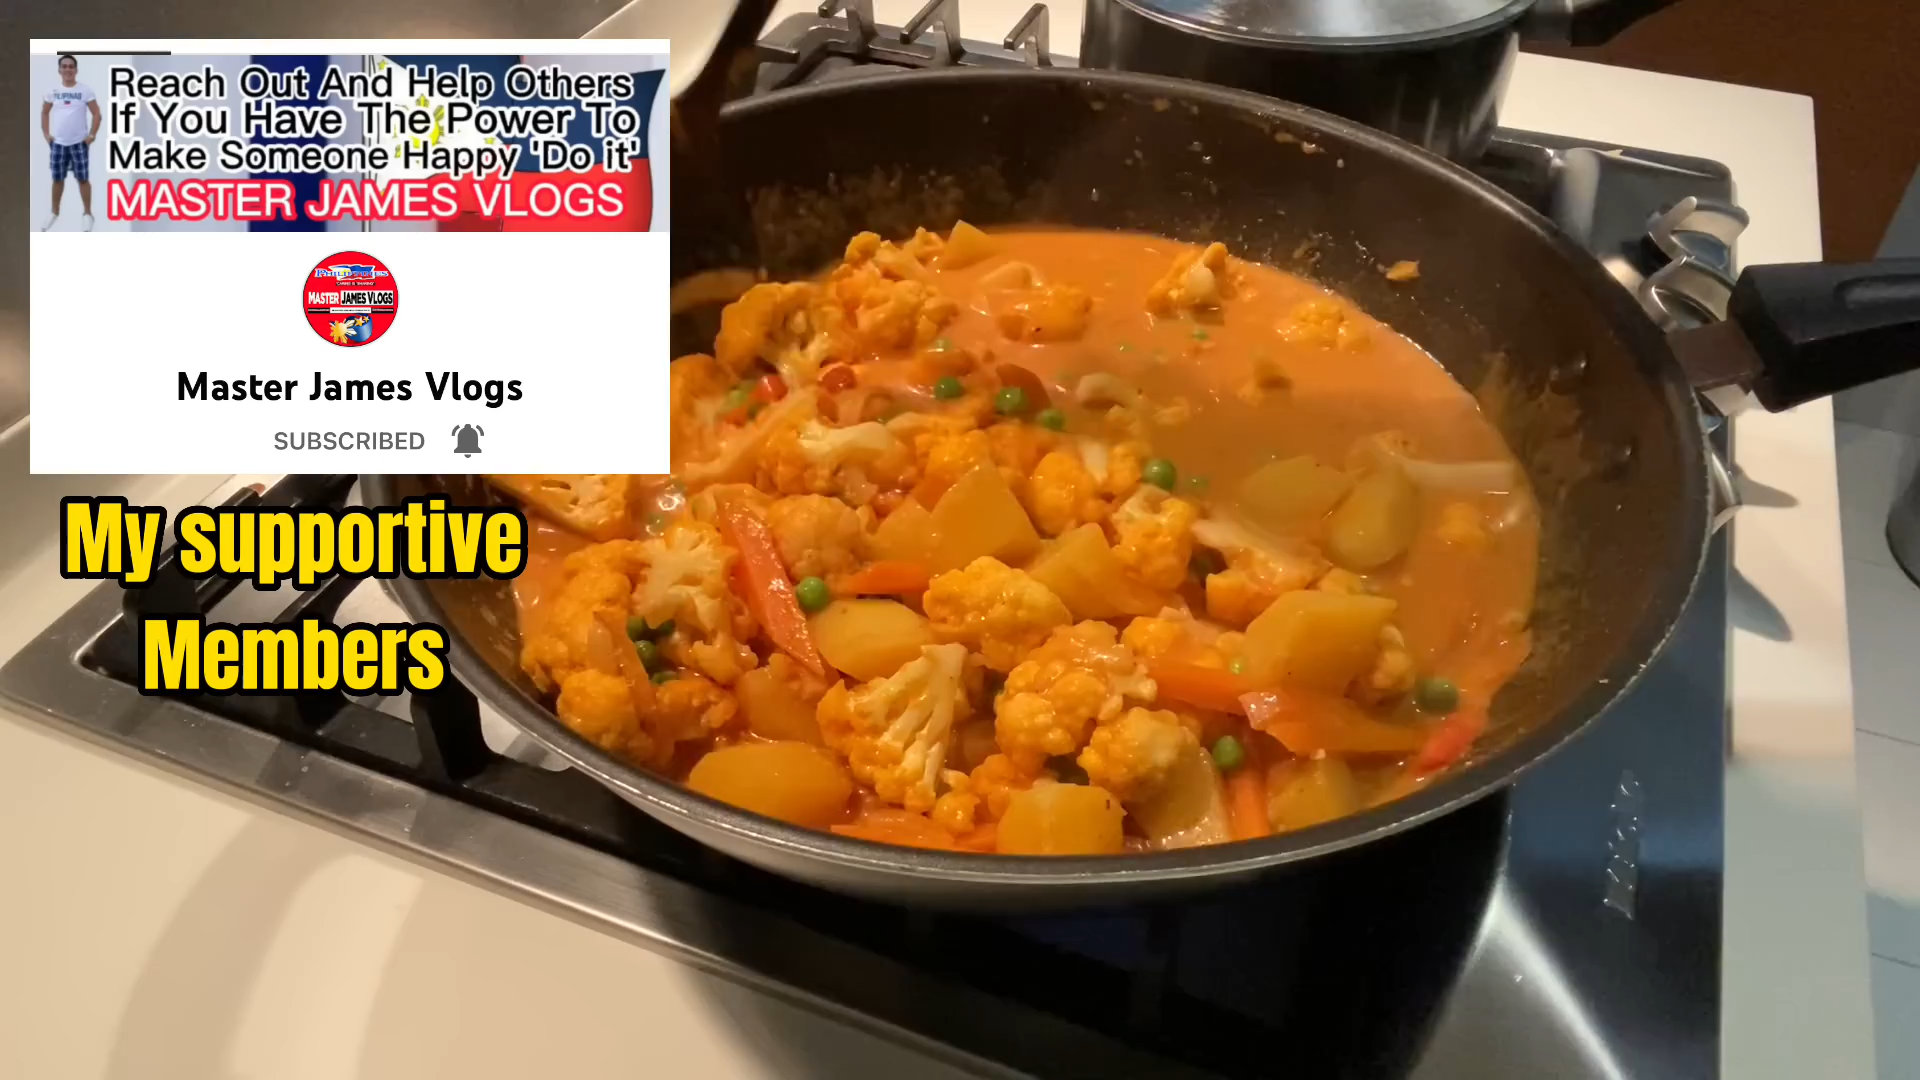 Reach Out And Help Others
If You Have The Power To
Make Someone Happy 'Do it'
MASTER JAMES VLOGS
PHILIPPINES
MASTER JAMES VLOGS
Master James Vlogs
SUBSCRIBED
My supportive
Members